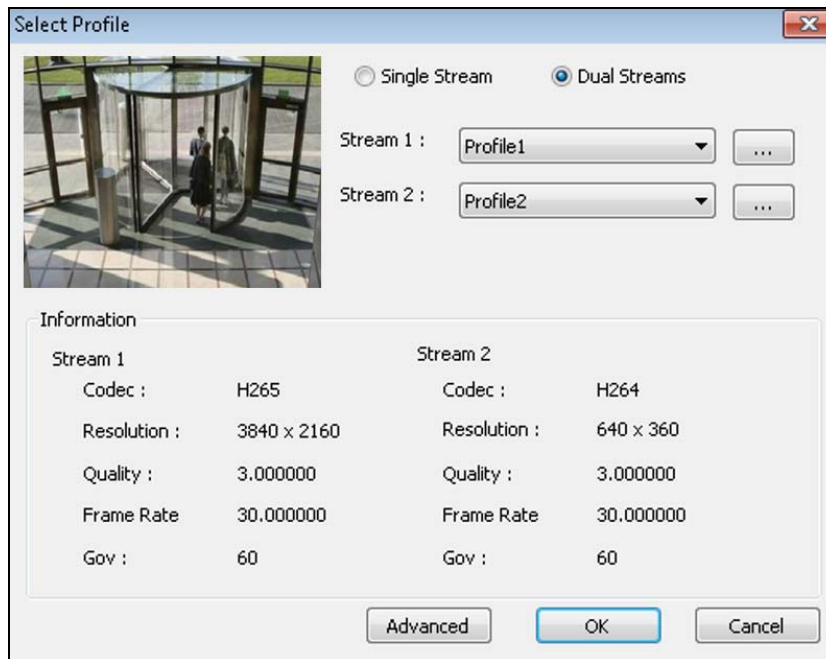 Select Profile
Single Stream
Dual Streams
Stream 1 :
Profile1
...
Stream 2 :
Profile2
...
Information
Stream 1
Codec : H265
Resolution : 3840 x 2160
Quality : 3.000000
Frame Rate 30.000000
Gov : 60
Stream 2
Codec : H264
Resolution : 640 x 360
Quality : 3.000000
Frame Rate 30.000000
Gov : 60
Advanced
OK
Cancel